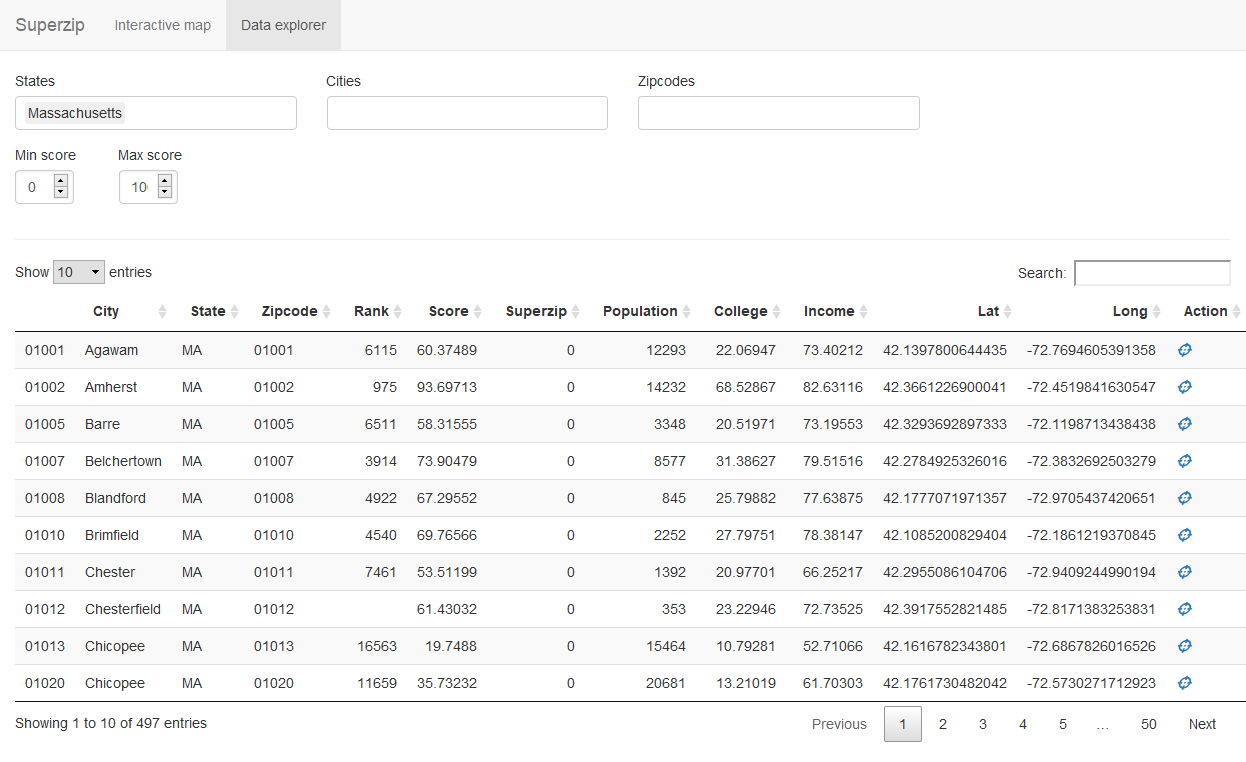 Superzip Interactive map Data explorer
States Cities Zipcodes
Massachusetts
Min score Max score
0 10
Show 10 entries Search:
City State Zipcode Rank Score Superzip Population College Income Lat Long Action
01001 Agawam MA 01001 6115 60.37489 0 12293 22.06947 73.40212 42.1397800644435 -72.7694605391358
01002 Amherst MA 01002 975 93.69713 0 14232 68.52867 82.63116 42.3661226900041 -72.4519841630547
01005 Barre MA 01005 6511 58.31555 0 3348 20.51971 73.19553 42.3293692897333 -72.1198713438438
01007 Belchertown MA 01007 3914 73.90479 0 8577 31.38627 79.51516 42.2784925326016 -72.3832692503279
01008 Blandford MA 01008 4922 67.29552 0 845 25.79882 77.63875 42.1777071971357 -72.9705437420651
01010 Brimfield MA 01010 4540 69.76566 0 2252 27.79751 78.38147 42.1085200829404 -72.1861219370845
01011 Chester MA 01011 7461 53.51199 0 1392 20.97701 66.25217 42.2955086104706 -72.9409244990194
01012 Chesterfield MA 01012 61.43032 0 353 23.22946 72.73525 42.3917552821485 -72.8171383253831
01013 Chicopee MA 01013 16563 19.7488 0 15464 10.79281 52.71066 42.1616782343801 -72.6867826016526
01020 Chicopee MA 01020 11659 35.73232 0 20681 13.21019 61.70303 42.1761730482042 -72.5730271712923
Showing 1 to 10 of 497 entries Previous 1 2 3 4 5 … 50 Next